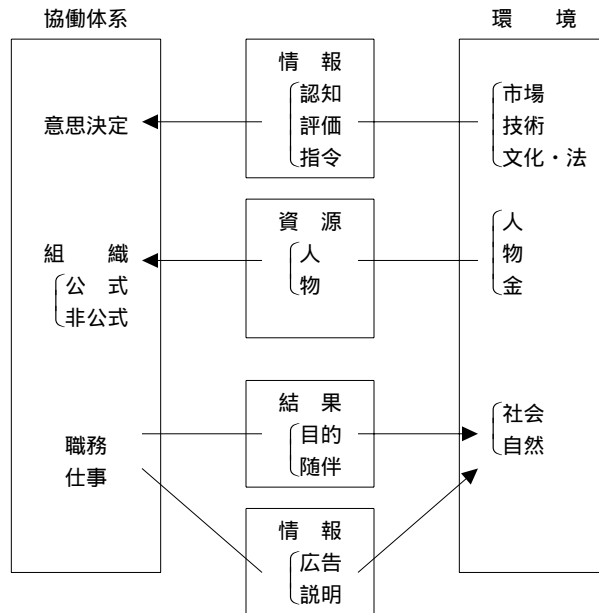 協働体系
環　境
情　報
認知
評価
指令
意思決定
市場
技術
文化・法
資　源
人
物
組　織
公　式
非公式
人
物
金
結　果
目的
随伴
職務
仕事
社会
自然
情　報
広告
説明